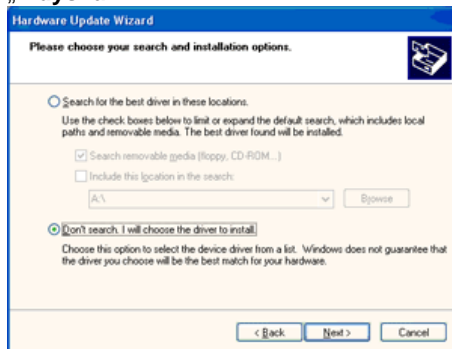 Hardware Update Wizard
Please choose your search and installation options.
Search for the best driver in these locations.
Use the check boxes below to limit or expand the default search, which includes local
paths and removable media. The best driver found will be installed.
Search removable media (floppy, CD-ROM...)
Include this location in the search:
A:\
Browse
Don't search. I will choose the driver to install.
Choose this option to select the device driver from a list. Windows does not guarantee that
the driver you choose will be the best match for your hardware.
< Back
Next >
Cancel